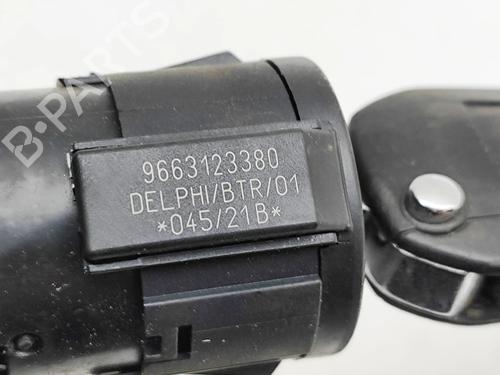 B-PARTS
9663123380
DELPHI/BTR/01
*045/21B*